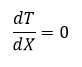 dT/dX = 0